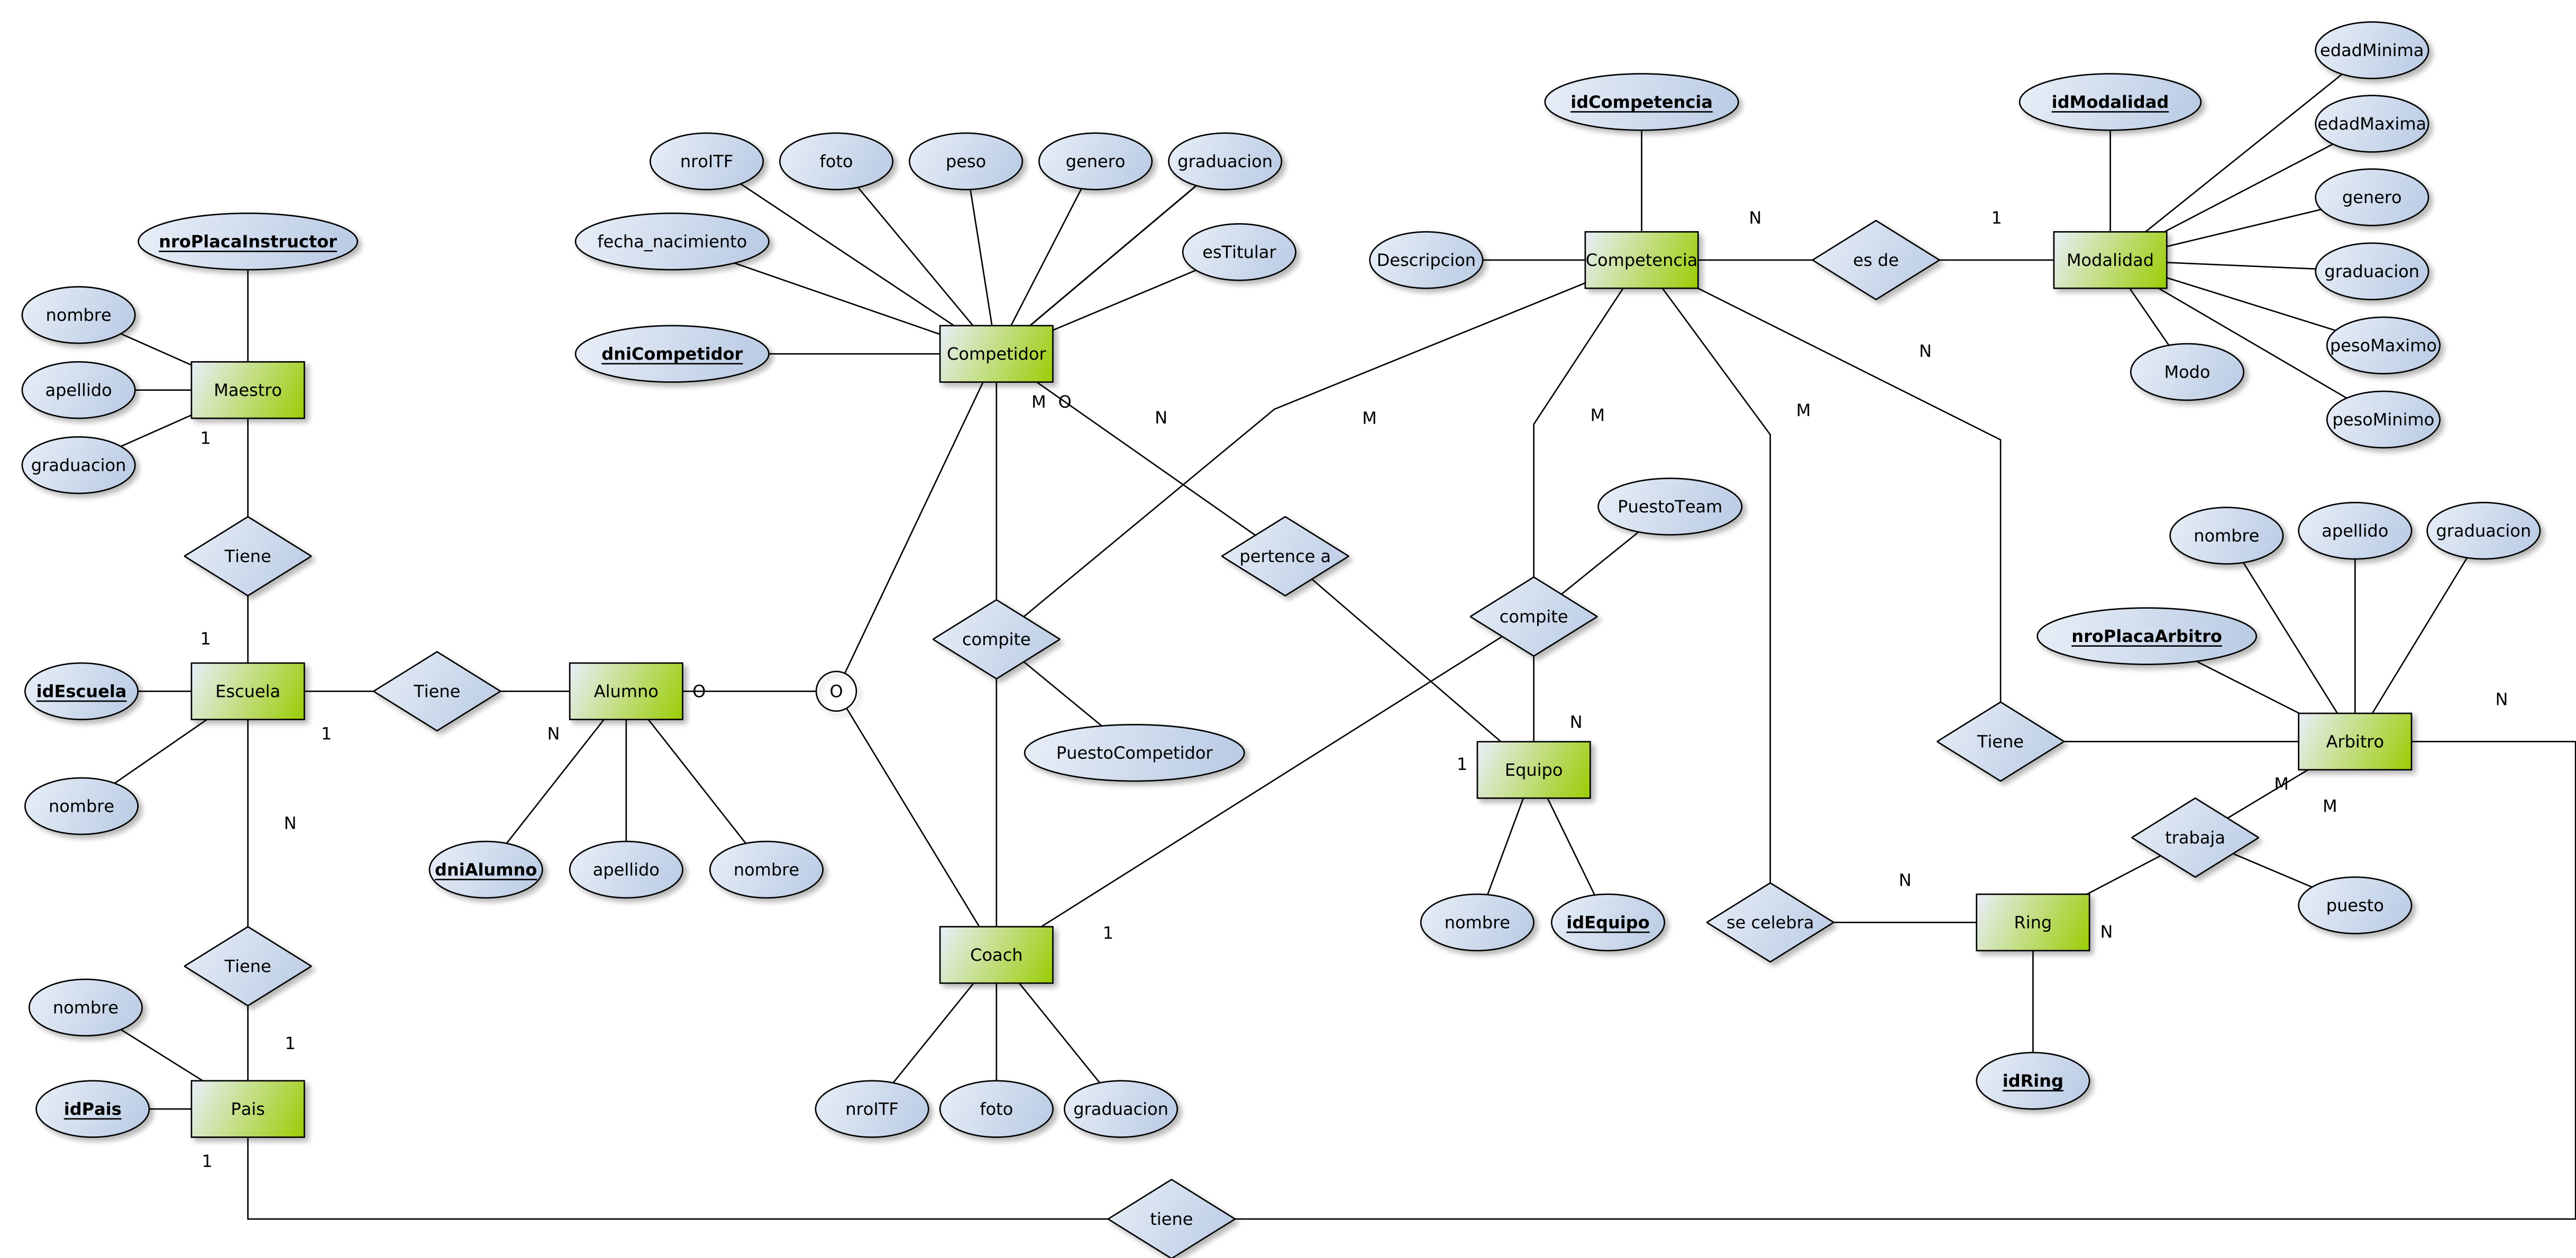 edadMinima
idCompetencia
idModalidad
edadMaxima
nroITF
foto
peso
genero
graduacion
genero
N
1
nroPlacaInstructor
fecha_nacimiento
esTitular
Descripcion
Competencia
es de
Modalidad
graduacion
nombre
pesoMaximo
N
dniCompetidor
Competidor
Modo
Maestro
apellido
M
O
N
M
M
M
pesoMinimo
1
graduacion
PuestoTeam
nombre
apellido
graduacion
Tiene
pertence a
compite
1
compite
nroPlacaArbitro
idEscuela
Escuela
Tiene
Alumno
O
O
N
1
N
N
PuestoCompetidor
Tiene
Arbitro
1
Equipo
M
nombre
M
N
trabaja
dniAlumno
apellido
nombre
N
puesto
nombre
idEquipo
se celebra
Ring
N
1
Coach
Tiene
nombre
1
idRing
idPais
Pais
nroITF
foto
graduacion
1
tiene